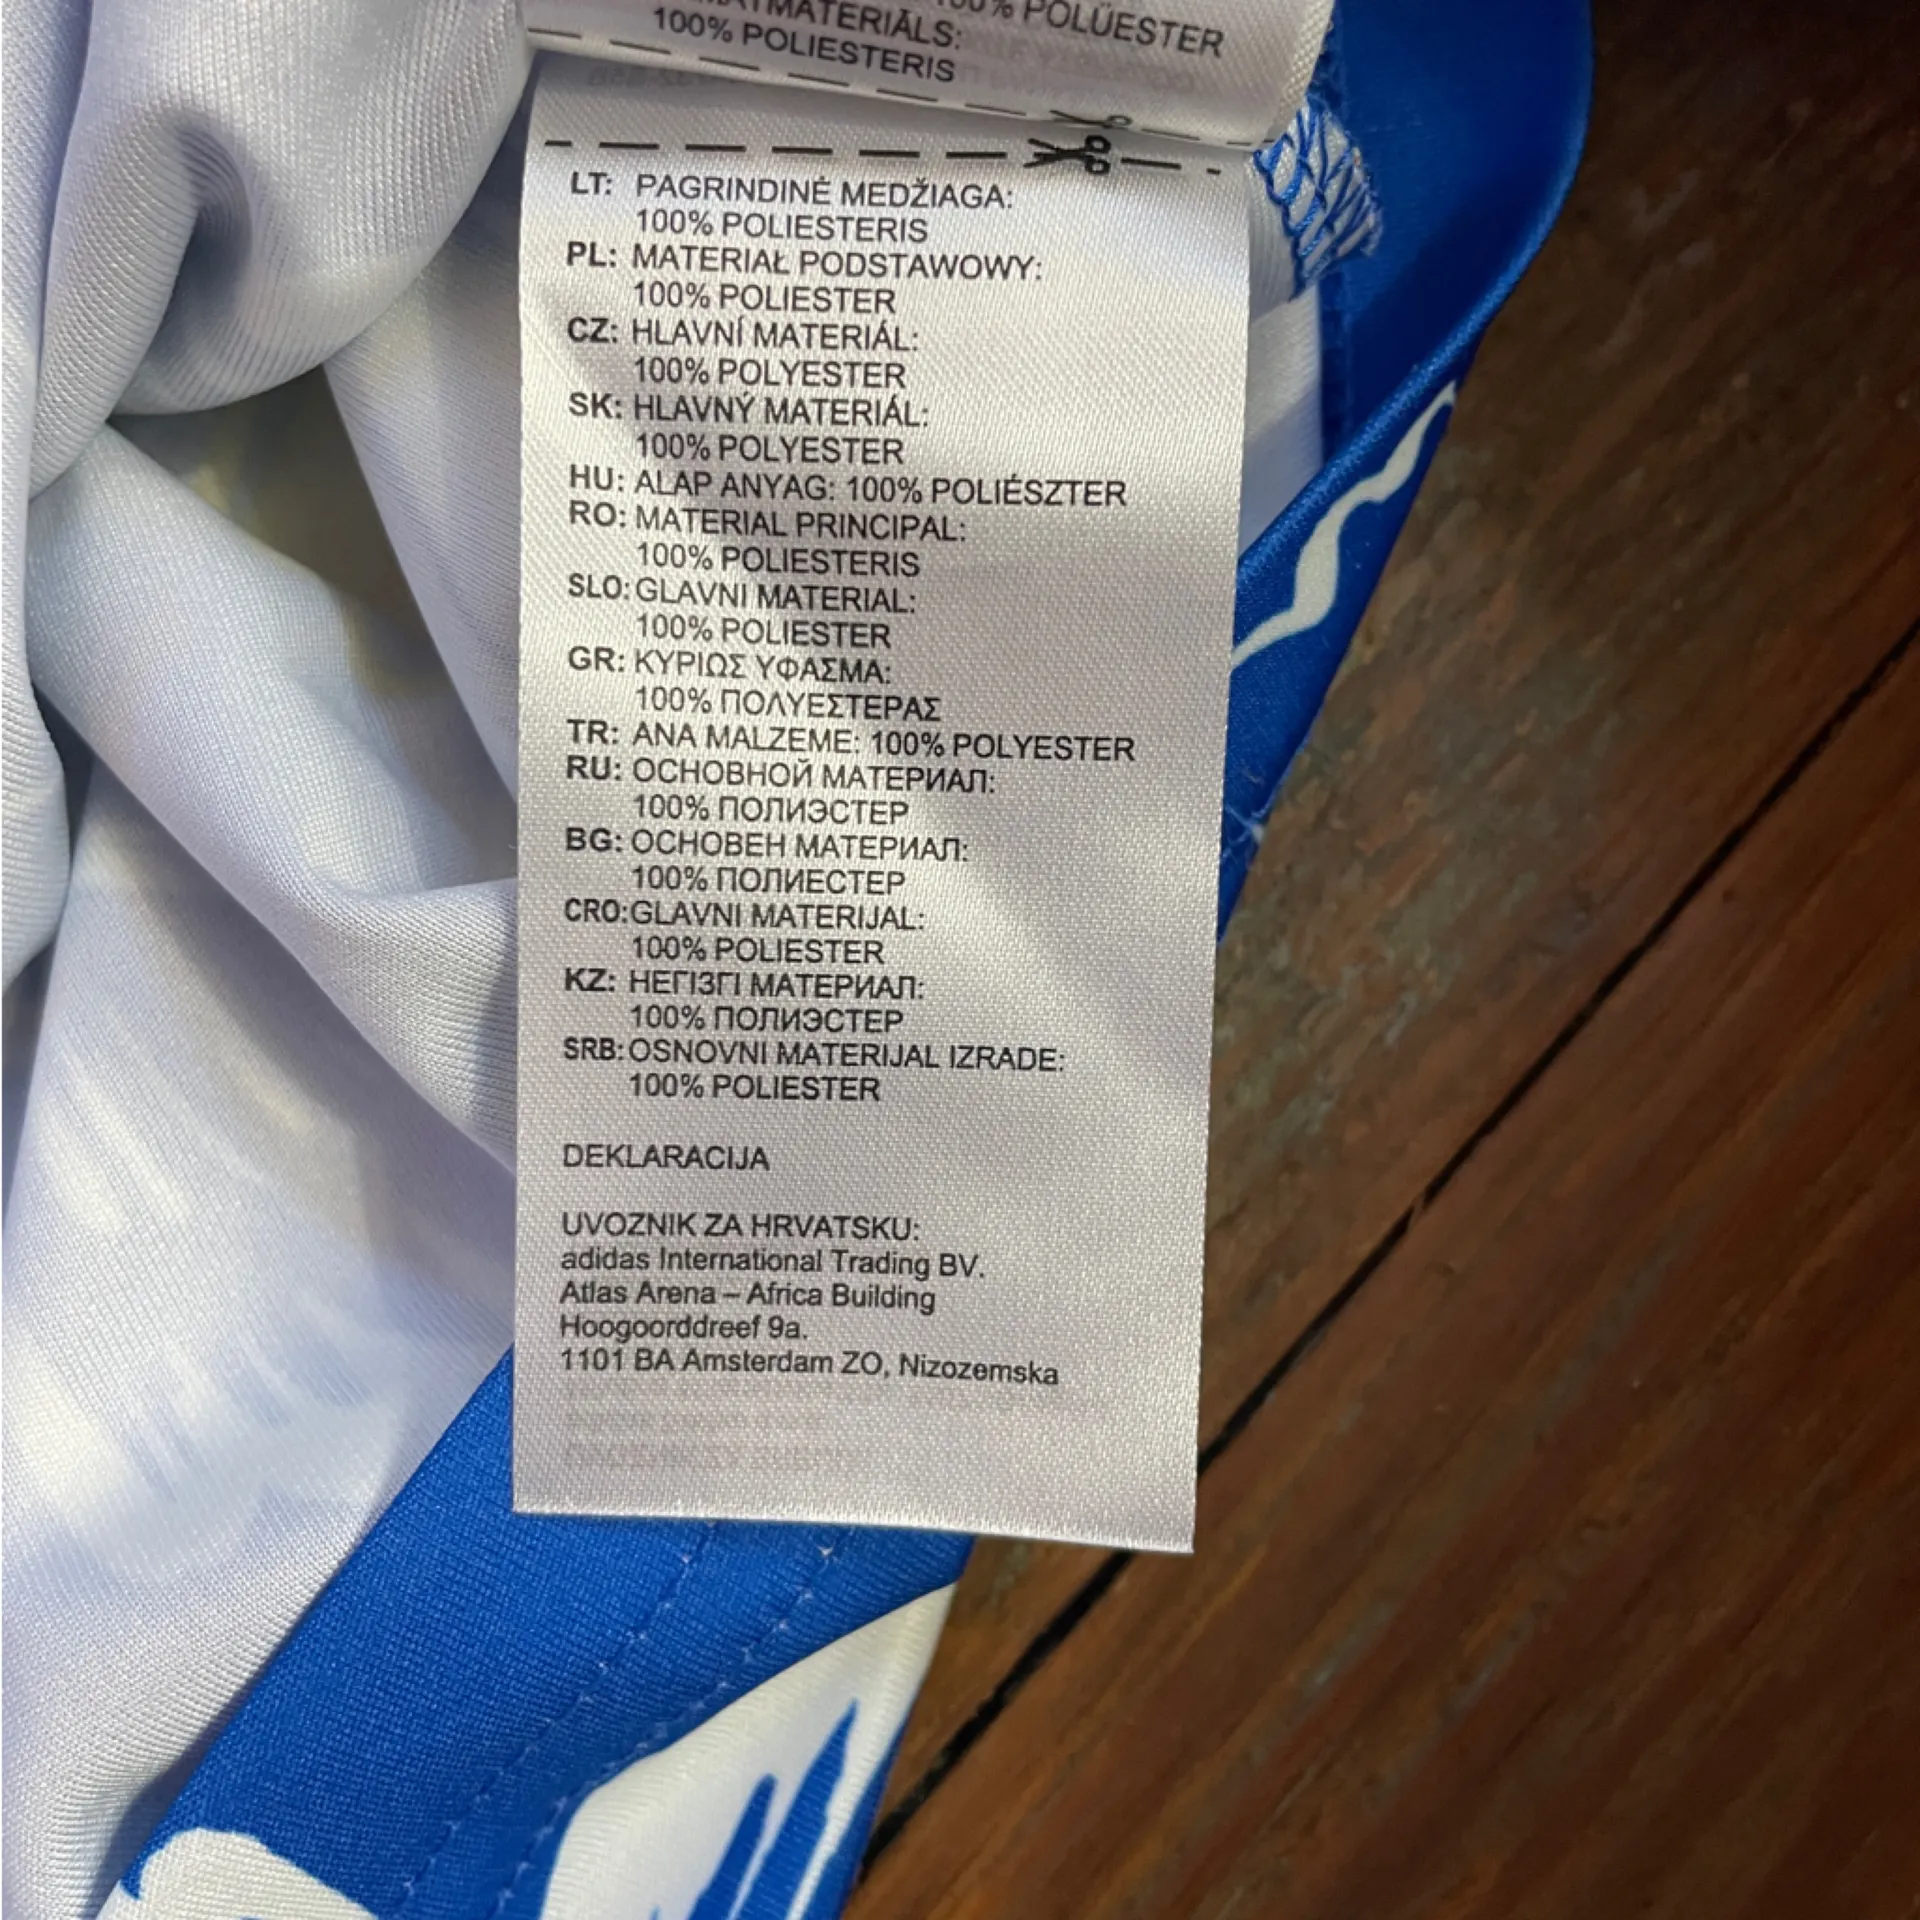 100% POLÜESTER
MATMATERIĀLS:
100% POLIESTERIS
LT: PAGRINDINĖ MEDŽIAGA:
100% POLIESTERIS
PL: MATERIAŁ PODSTAWOWY:
100% POLIESTER
CZ: HLAVNÍ MATERIÁL:
100% POLYESTER
SK: HLAVNÝ MATERIÁL:
100% POLYESTER
HU: ALAP ANYAG: 100% POLIÉSZTER
RO: MATERIAL PRINCIPAL:
100% POLIESTERIS
SLO: GLAVNI MATERIAL:
100% POLIESTER
GR: ΚΥΡΙΩΣ ΥΦΑΣΜΑ:
100% ΠΟΛΥΕΣΤΕΡΑΣ
TR: ANA MALZEME: 100% POLYESTER
RU: ОСНОВНОЙ МАТЕРИАЛ:
100% ПОЛИЭСТЕР
BG: ОСНОВЕН МАТЕРИАЛ:
100% ПОЛИЕСТЕР
CRO: GLAVNI MATERIJAL:
100% POLIESTER
KZ: НЕГІЗГІ МАТЕРИАЛ:
100% ПОЛИЭСТЕР
SRB: OSNOVNI MATERIJAL IZRADE:
100% POLIESTER
DEKLARACIJA
UVOZNIK ZA HRVATSKU:
adidas International Trading BV.
Atlas Arena – Africa Building
Hoogoorddreef 9a.
1101 BA Amsterdam ZO, Nizozemska